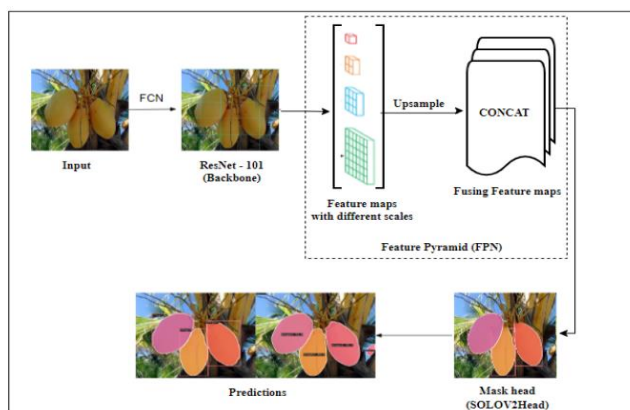 FCN
Input
ResNet - 101
(Backbone)
Feature maps
with different scales
Upsample
CONCAT
Fusing Feature maps
Feature Pyramid (FPN)
Predictions
Mask head
(SOLOV2Head)